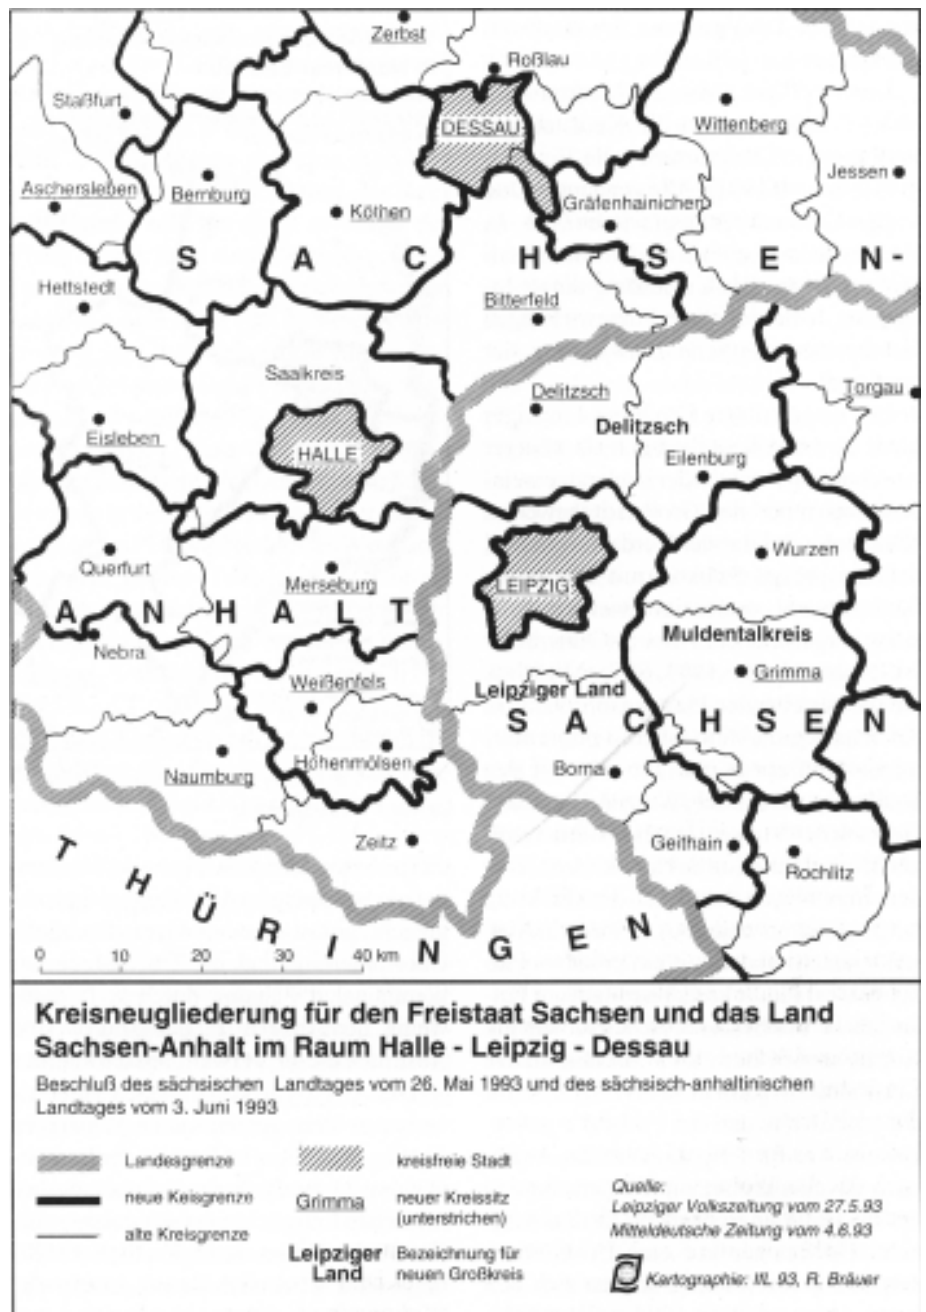 Zerbst
Roßlau
Staßfurt
DESSAU
Wittenberg
Aschersleben
Bernburg
Jessen
Köthen
Gräfenhainichen
S A C H S E N -
Hettstedt
Bitterfeld
Saalkreis
Delitzsch
Torgau
Delitzsch
Eisleben
HALLE
Eilenburg
Wurzen
Querfurt
Merseburg
LEIPZIG
A N H A L T
Muldentalkreis
Nebra
Grimma
Weißenfels
Leipziger Land
S A C H S E N
Höhenmölsen
Borna
Naumburg
Zeitz
Geithain
Rochlitz
T H Ü R I N G E N
0 10 20 30 40 km
Kreisneugliederung für den Freistaat Sachsen und das Land
Sachsen-Anhalt im Raum Halle - Leipzig - Dessau
Beschluß des sächsischen Landtages vom 26. Mai 1993 und des sächsisch-anhaltinischen
Landtages vom 3. Juni 1993
Landesgrenze
neue Keisgrenze
alte Kreisgrenze
kreisfreie Stadt
Grimma neuer Kreissitz
(unterstrichen)
Leipziger Bezeichnung für
Land neuen Großkreis
Quelle:
Leipziger Volkszeitung vom 27.5.93
Mitteldeutsche Zeitung vom 4.6.93
Kartographie: IfL 93, R. Bräuer